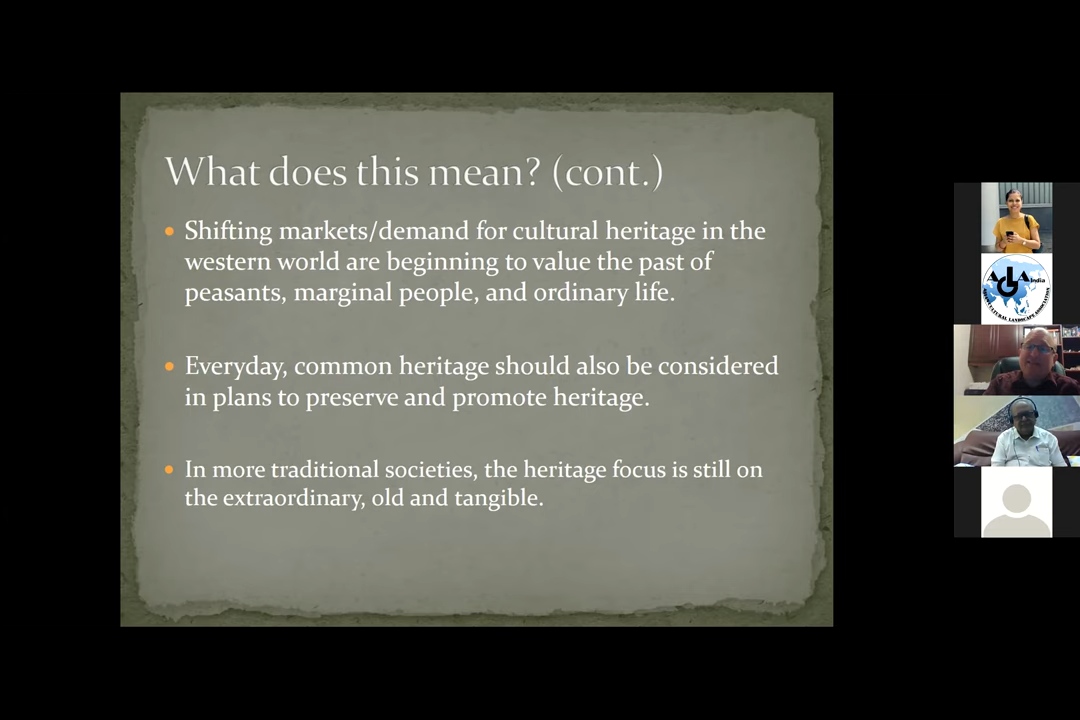 What does this mean? (cont.)
Shifting markets/demand for cultural heritage in the
western world are beginning to value the past of
peasants, marginal people, and ordinary life.
Everyday, common heritage should also be considered
in plans to preserve and promote heritage.
In more traditional societies, the heritage focus is still on
the extraordinary, old and tangible.
India
CULTURAL LANDSCAPE ASSOCIATION